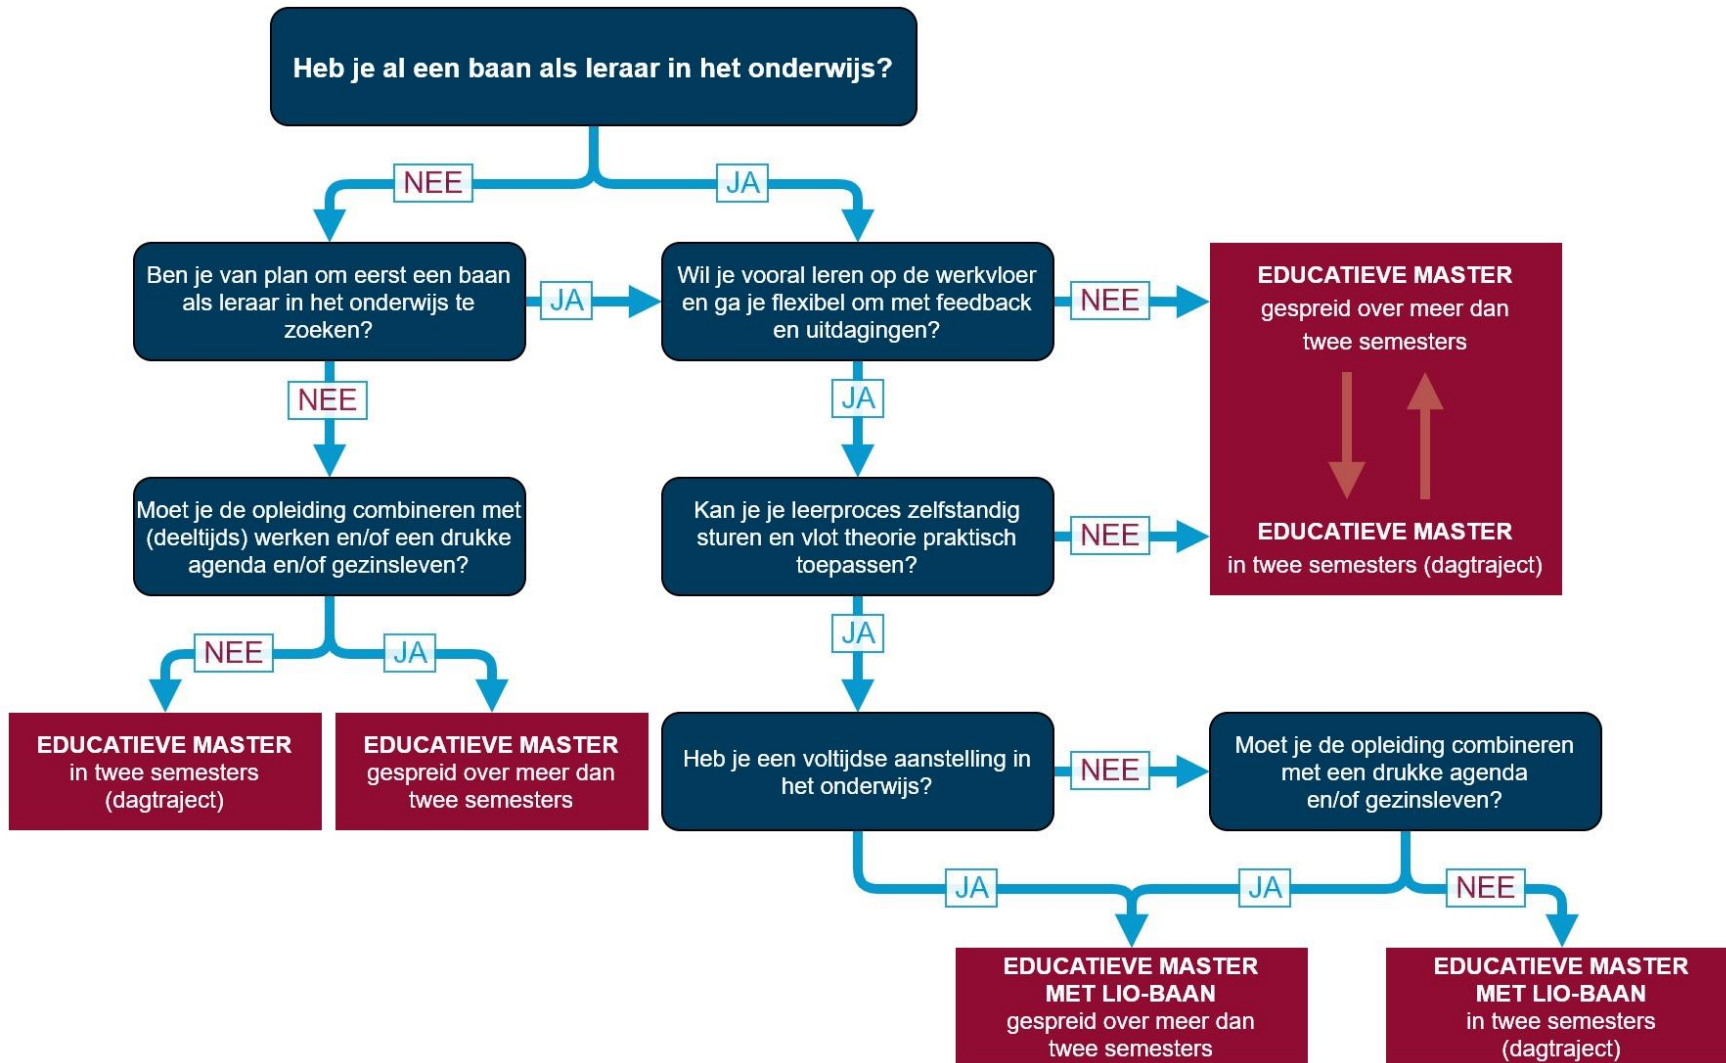 Heb je al een baan als leraar in het onderwijs?
NEE
JA
Ben je van plan om eerst een baan
als leraar in het onderwijs te
zoeken?
JA
Wil je vooral leren op de werkvloer
en ga je flexibel om met feedback
en uitdagingen?
NEE
EDUCATIEVE MASTER
gespreid over meer dan
twee semesters
NEE
JA
Moet je de opleiding combineren met
(deeltijds) werken en/of een drukke
agenda en/of gezinsleven?
Kan je je leerproces zelfstandig
sturen en vlot theorie praktisch
toepassen?
NEE
EDUCATIEVE MASTER
in twee semesters (dagtraject)
NEE
JA
JA
EDUCATIEVE MASTER
in twee semesters
(dagtraject)
EDUCATIEVE MASTER
gespreid over meer dan
twee semesters
Heb je een voltijdse aanstelling in
het onderwijs?
NEE
Moet je de opleiding combineren
met een drukke agenda
en/of gezinsleven?
JA
JA
NEE
EDUCATIEVE MASTER
MET LIO-BAAN
gespreid over meer dan
twee semesters
EDUCATIEVE MASTER
MET LIO-BAAN
in twee semesters
(dagtraject)